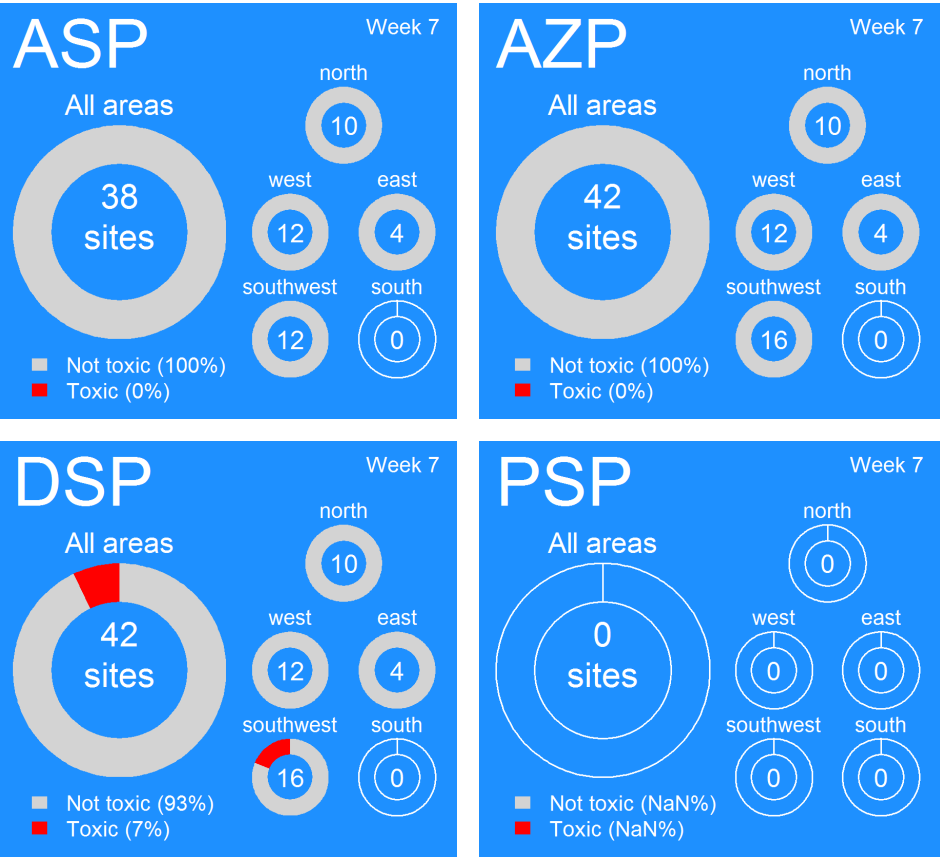 ASP
Week 7
north
All areas
10
38
sites
west
east
12
4
southwest
south
12
0
Not toxic (100%)
Toxic (0%)
AZP
Week 7
north
All areas
10
42
sites
west
east
12
4
southwest
south
16
0
Not toxic (100%)
Toxic (0%)
DSP
Week 7
north
All areas
10
42
sites
west
east
12
4
southwest
south
16
0
Not toxic (93%)
Toxic (7%)
PSP
Week 7
north
All areas
0
0
sites
west
east
0
0
southwest
south
0
0
Not toxic (NaN%)
Toxic (NaN%)